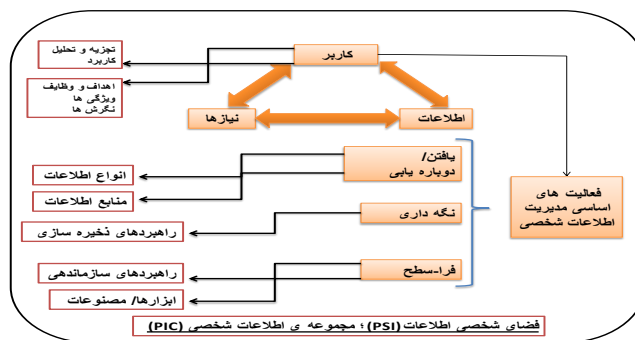 تجزیه و تحلیل
کاربرد
کاربر
اهداف و وظایف
ویژگی ها
نگرش ها
نیازها
اطلاعات
یافتن/
دوباره یابی
انواع اطلاعات
منابع اطلاعات
فعالیت های
اساسی مدیریت
اطلاعات شخصی
نگه داری
راهبردهای ذخیره سازی
فرا-سطح
راهبردهای سازماندهی
ابزارها/ مصنوعات
فضای شخصی اطلاعات (PSI)؛ مجموعه ی اطلاعات شخصی (PIC)